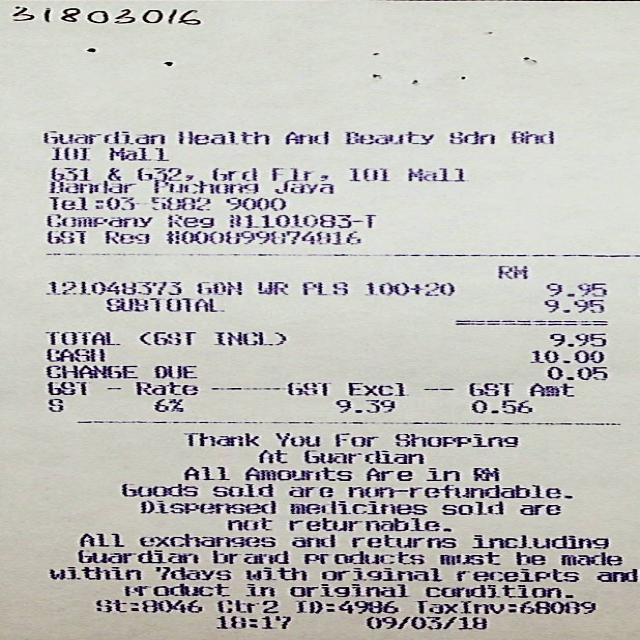 31803016
Guardian Health And Beauty Sdn Bhd
IOI Mall
G31 & G32, Grd Flr, IOI Mall
Bandar Puchong Jaya
Tel:03-5882 9000
Company Reg #1101083-T
GST Reg #000899874816
RM
121048373 GDN WR PLS 100+20 9.95
SUBTOTAL 9.95
TOTAL (GST INCL) 9.95
CASH 10.00
CHANGE DUE 0.05
GST - Rate ------GST Excl -- GST Amt
S 6% 9.39 0.56
Thank You For Shopping
At Guardian
All Amounts Are in RM
Goods sold are non-refundable.
Dispensed medicines sold are
not returnable.
All exchanges and returns including
Guardian brand products must be made
within 7days with original receipts and
product in original condition.
St:8046 Ctr2 ID:4986 TaxInv:68089
18:17 09/03/18